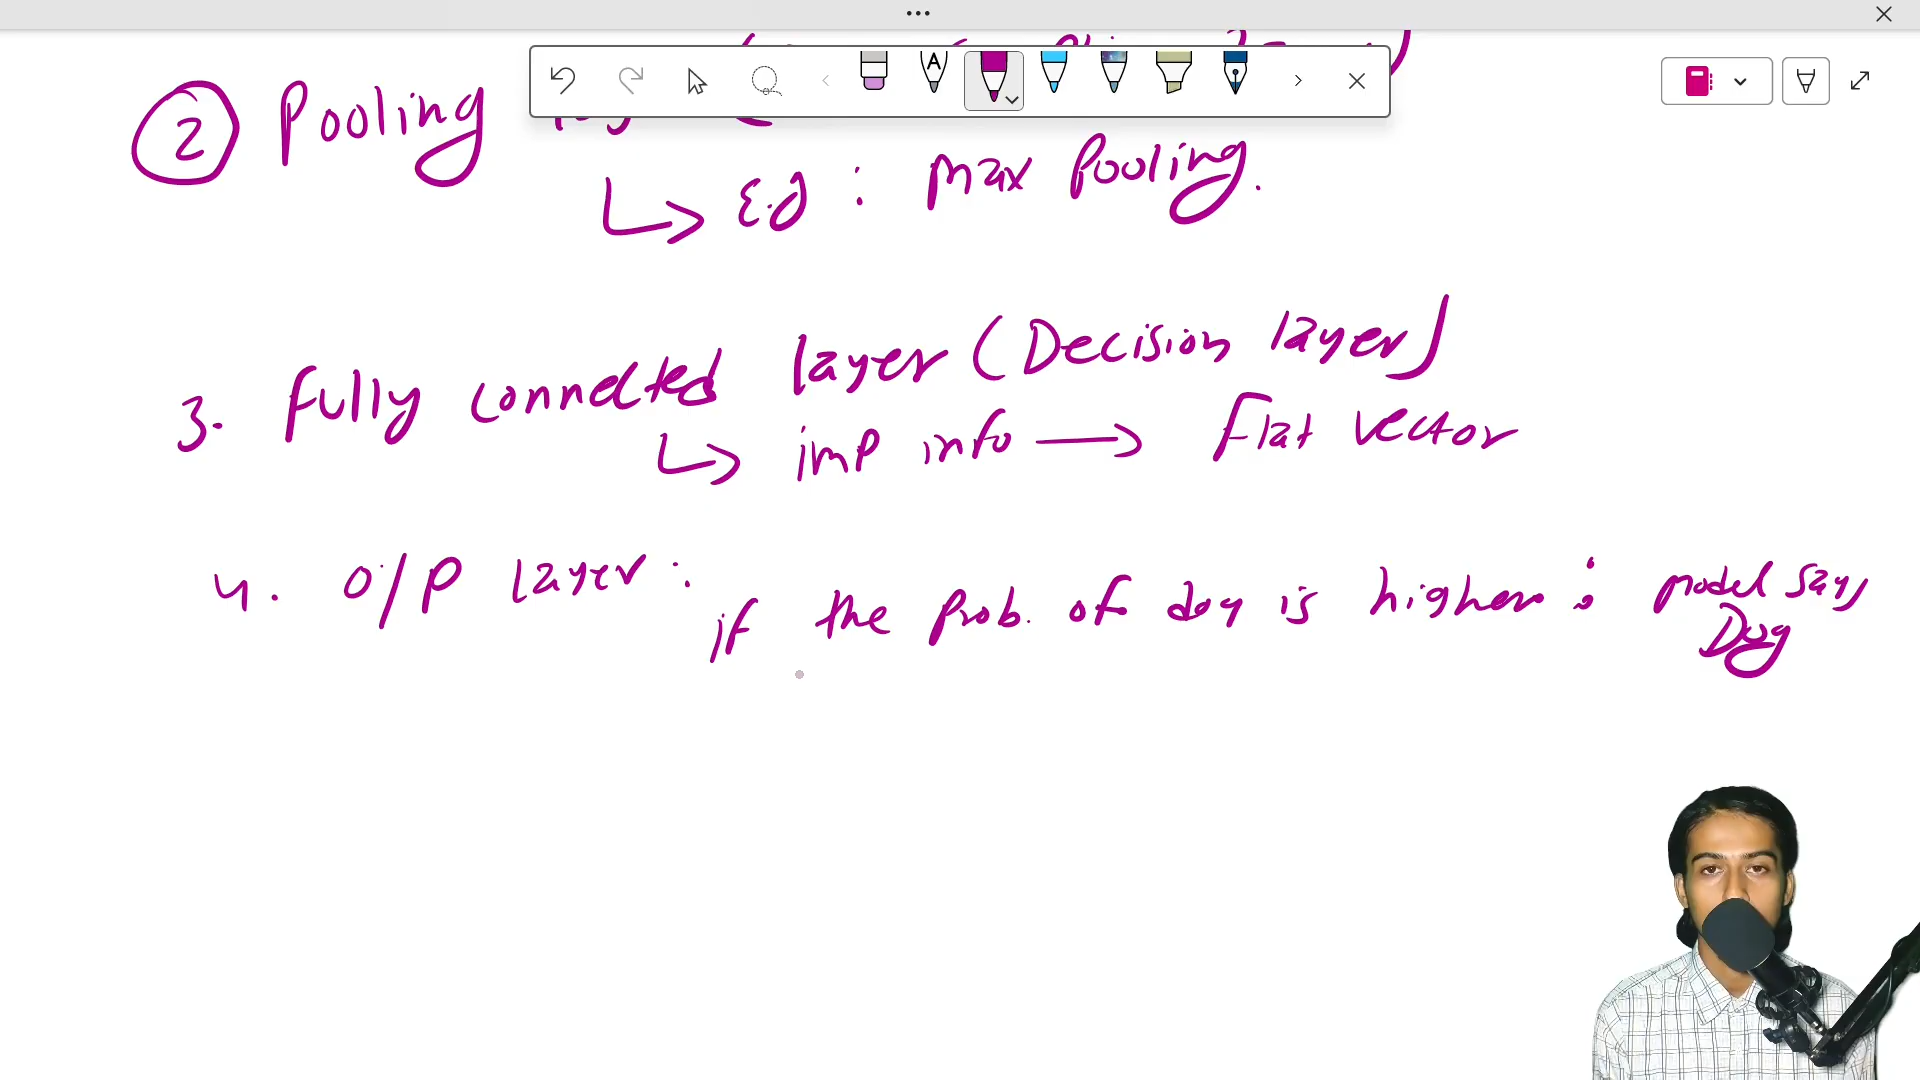 ② Pooling
↳ E.g : Max Pooling.
3. Fully connected layer (Decision layer)
↳ imp info → Flat vector
4. O/P layer :
if the prob. of dog is higher : model says
Dog